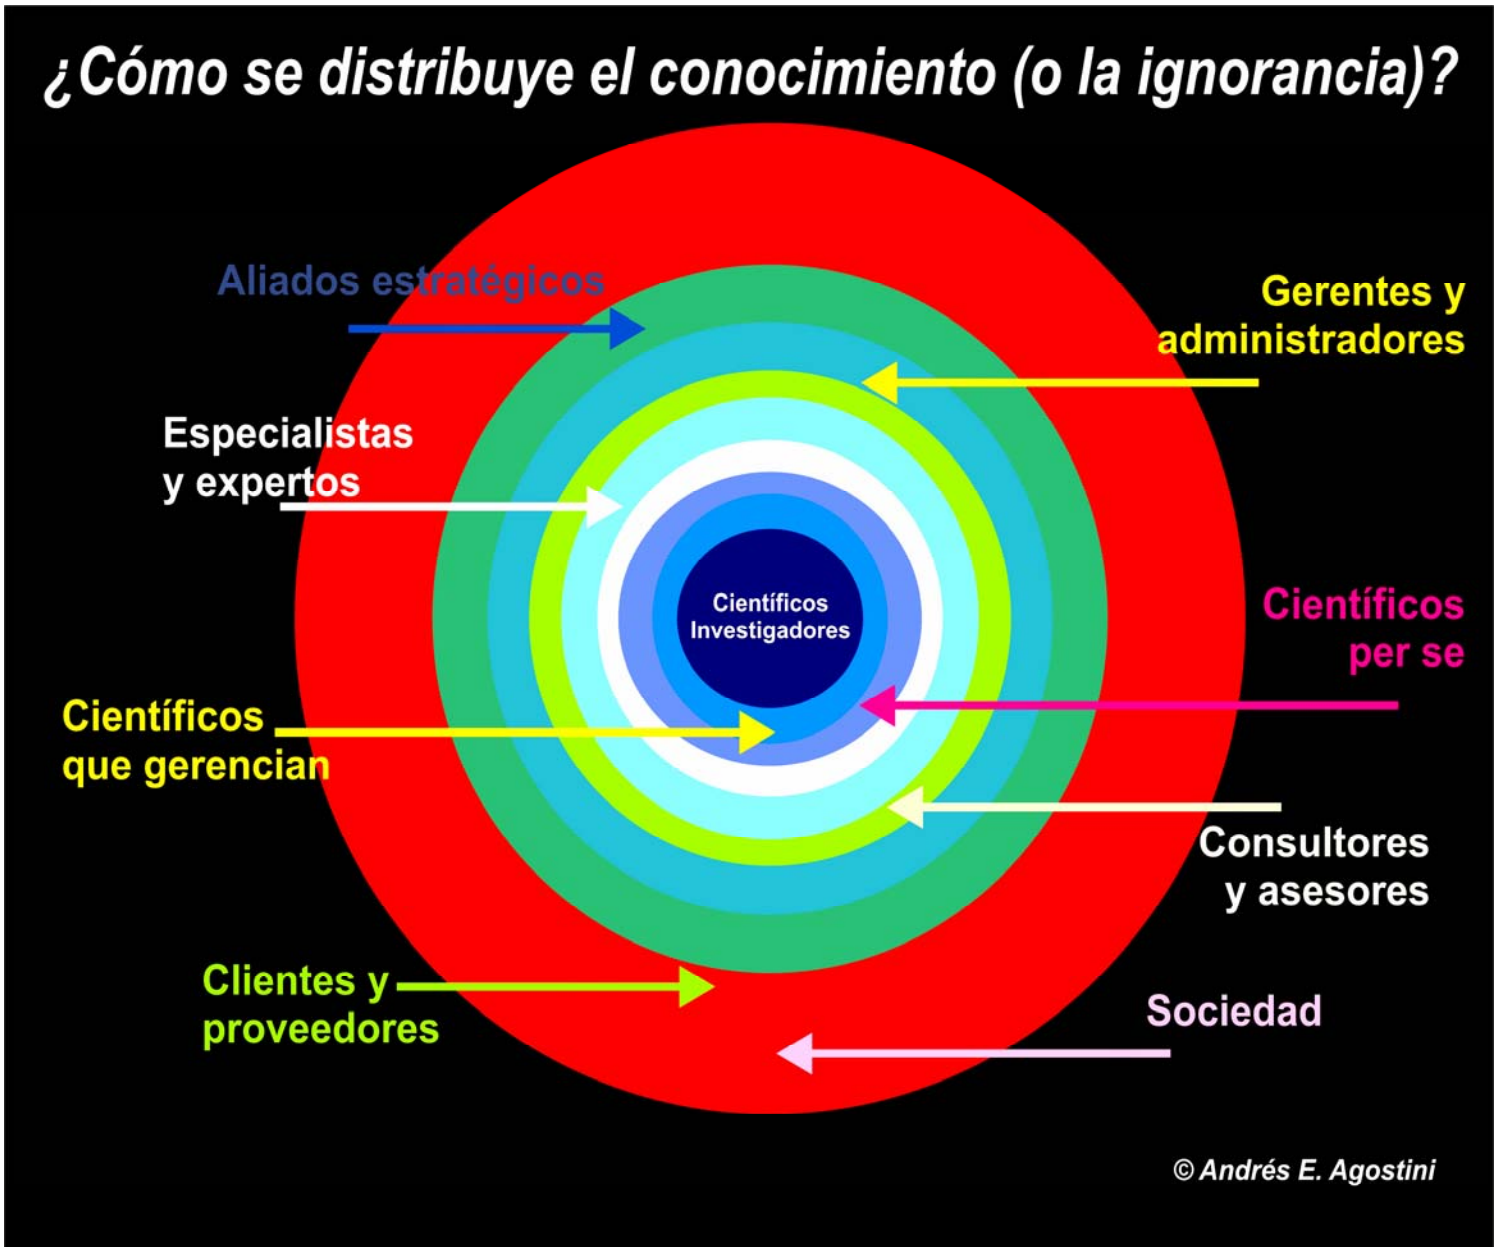 ¿Cómo se distribuye el conocimiento (o la ignorancia)?
Aliados estratégicos
Gerentes y
administradores
Especialistas
y expertos
Científicos
Investigadores
Científicos
per se
Científicos
que gerencian
Consultores
y asesores
Clientes y
proveedores
Sociedad
© Andrés E. Agostini